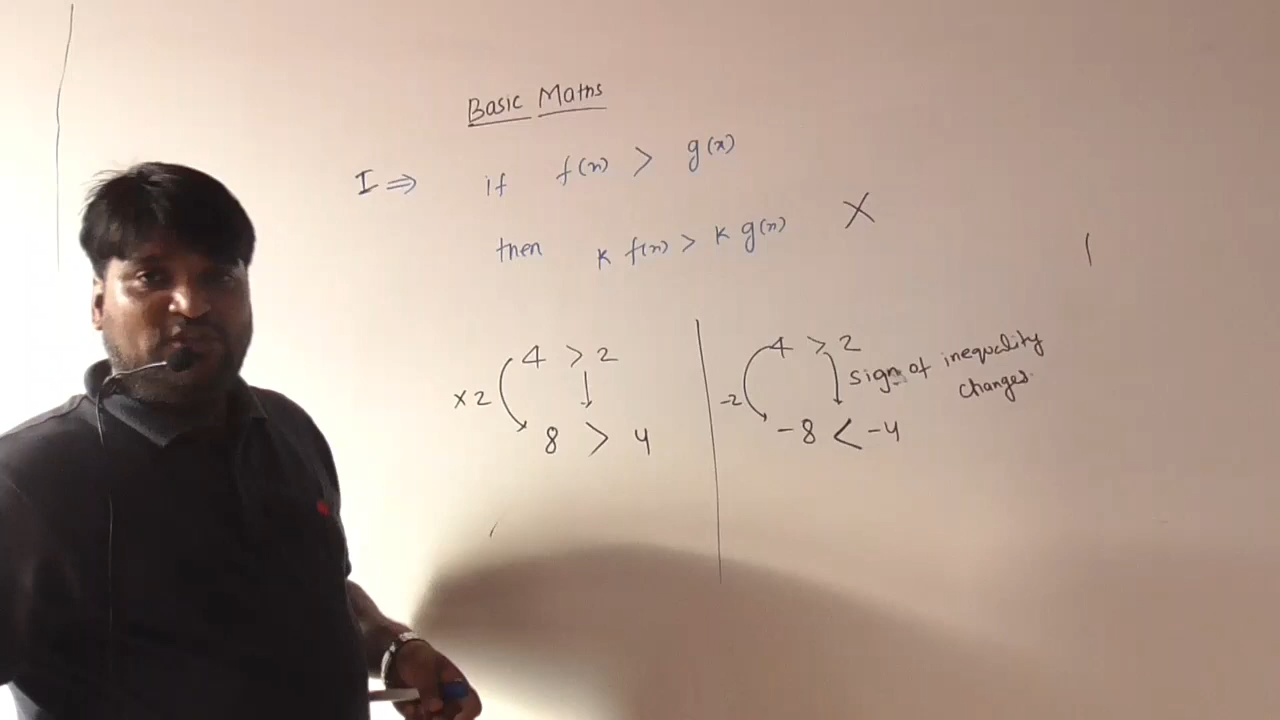 Basic Maths
I ⇒ if f(x) > g(x)
then k f(x) > k g(x) X
4 > 2
×2
8 > 4
4 > 2
sign of inequality
changes.
-2
-8 < -4